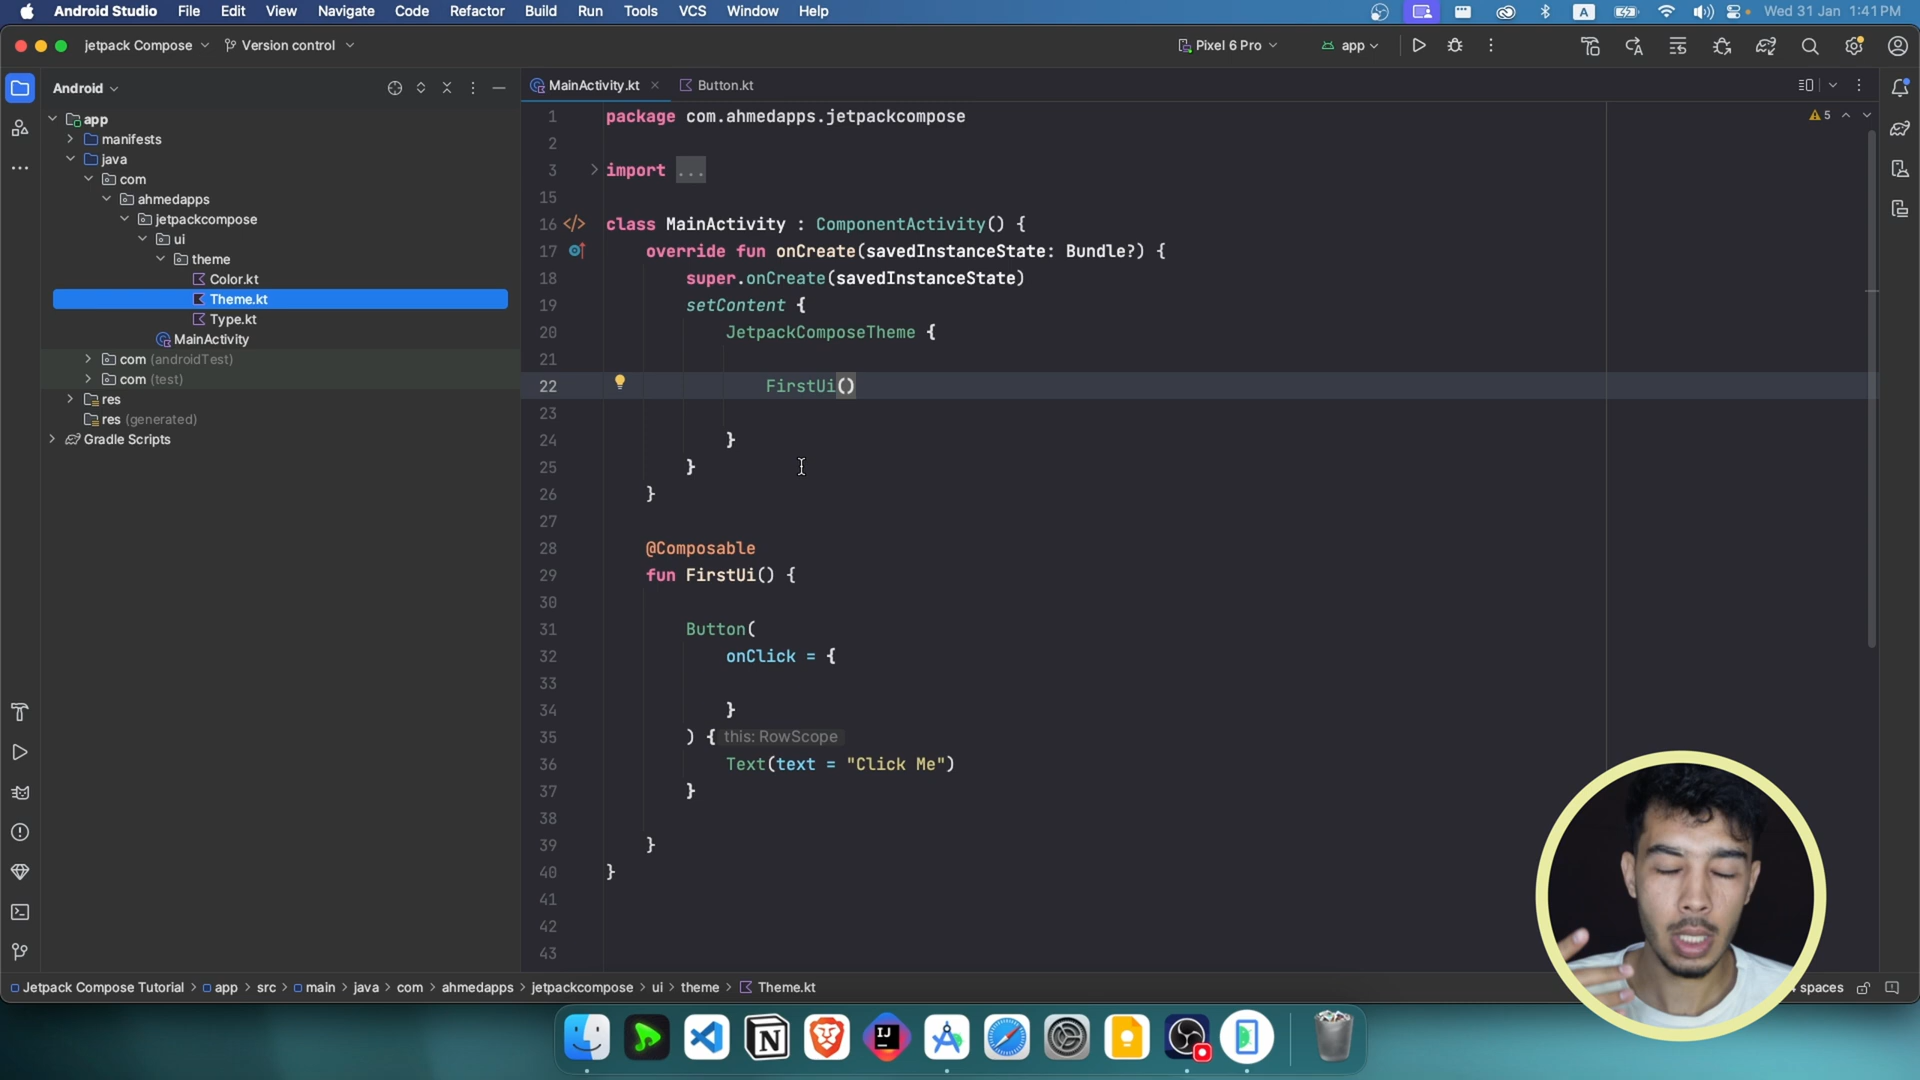 Android Studio File Edit View Navigate Code Refactor Build Run Tools VCS Window Help A Wed 31 Jan 1:41 PM
jetpack Compose Version control Pixel 6 Pro app
Android
MainActivity.kt Button.kt
app
manifests
java
com
ahmedapps
jetpackcompose
ui
theme
Color.kt
Theme.kt
Type.kt
MainActivity
com (androidTest)
com (test)
res
res (generated)
Gradle Scripts
5
1 package com.ahmedapps.jetpackcompose
2
3 import ...
15
16 class MainActivity : ComponentActivity() {
17 override fun onCreate(savedInstanceState: Bundle?) {
18 super.onCreate(savedInstanceState)
19 setContent {
20 JetpackComposeTheme {
21
22 FirstUi()
23
24 }
25 }
26 }
27
28 @Composable
29 fun FirstUi() {
30
31 Button(
32 onClick = {
33
34 }
35 ) { this: RowScope
36 Text(text = "Click Me")
37 }
38
39 }
40 }
41
42
43
Jetpack Compose Tutorial > app > src > main > java > com > ahmedapps > jetpackcompose > ui > theme > Theme.kt spaces
IJ